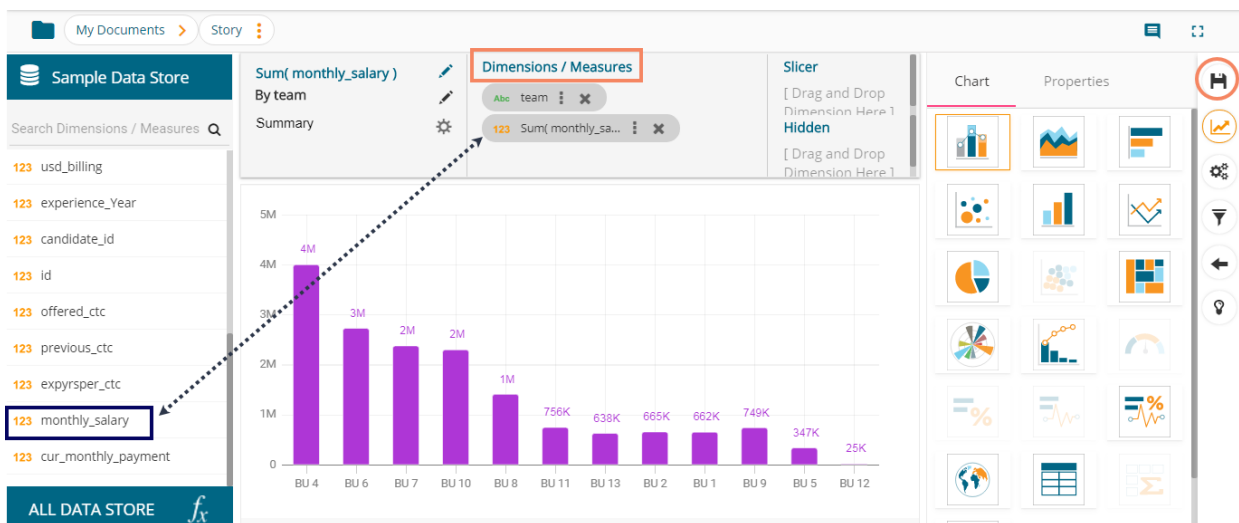 My Documents > Story
Sample Data Store
Search Dimensions / Measures
123 usd_billing
123 experience_Year
123 candidate_id
123 id
123 offered_ctc
123 previous_ctc
123 expyrsper_ctc
123 monthly_salary
123 cur_monthly_payment
ALL DATA STORE fx
Sum( monthly_salary )
By team
Summary
Dimensions / Measures
Abc team
123 Sum( monthly_sa...
Slicer
[ Drag and Drop
Dimension Here ]
Hidden
[ Drag and Drop
Dimension Here ]
5M
4M
3M
2M
1M
0
4M
3M
2M
2M
1M
756K
638K
665K
662K
749K
347K
25K
BU 4 BU 6 BU 7 BU 10 BU 8 BU 11 BU 13 BU 2 BU 1 BU 9 BU 5 BU 12
Chart Properties